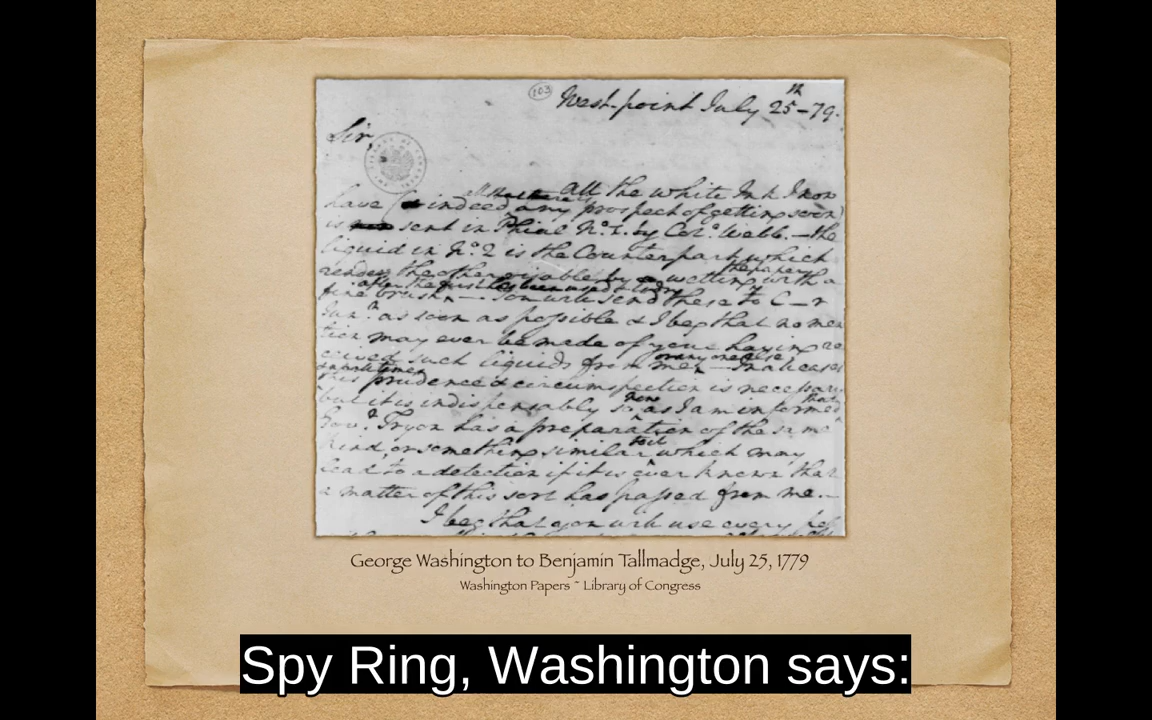 103
West-point July 25th -79.
Sir,
All the white Ink I now
have (indeed any prospect of getting soon)
is sent in Phial No. 1. by Colo. Webb. — the
liquid in No. 2 is the Counterpart which
the paper
renders the other visable by wetting with a
after the first has been used & is dry
fine brush — You will send these to C—r
Junr. as soon as possible & I beg that no men
tion may ever be made of your having re
or any one else
ceived such liquids from me — In all cases
this prudence & circumspection is necessary
now that
but it is indispensably so as I am informed
Govr. Tryon has a preparation of the same
kind, or something similar to it which may
lead to a detection if it is ever known that
a matter of this sort has passed from me. —
I beg that you will use every
George Washington to Benjamin Tallmadge, July 25, 1779
Washington Papers ~ Library of Congress
Spy Ring, Washington says: